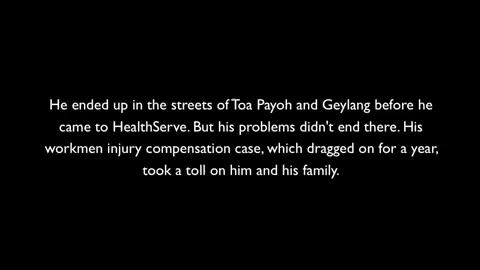 He ended up in the streets of Toa Payoh and Geylang before he
came to HealthServe. But his problems didn't end there. His
workmen injury compensation case, which dragged on for a year,
took a toll on him and his family.